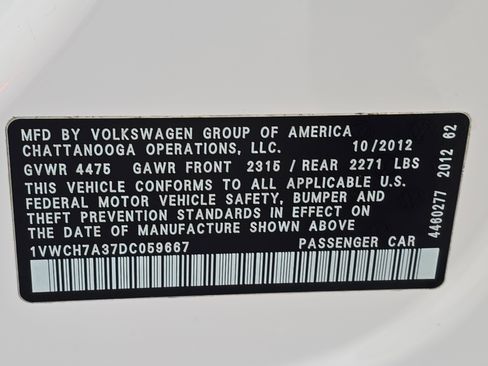 MFD BY VOLKSWAGEN GROUP OF AMERICA
CHATTANOOGA OPERATIONS, LLC. 10/2012
GVWR 4475 GAWR FRONT 2315 / REAR 2271 LBS
THIS VEHICLE CONFORMS TO ALL APPLICABLE U.S.
FEDERAL MOTOR VEHICLE SAFETY, BUMPER AND
THEFT PREVENTION STANDARDS IN EFFECT ON THE
DATE OF MANUFACTURE SHOWN ABOVE
1VWCH7A37DC059667 PASSENGER CAR
4460277 2012 82